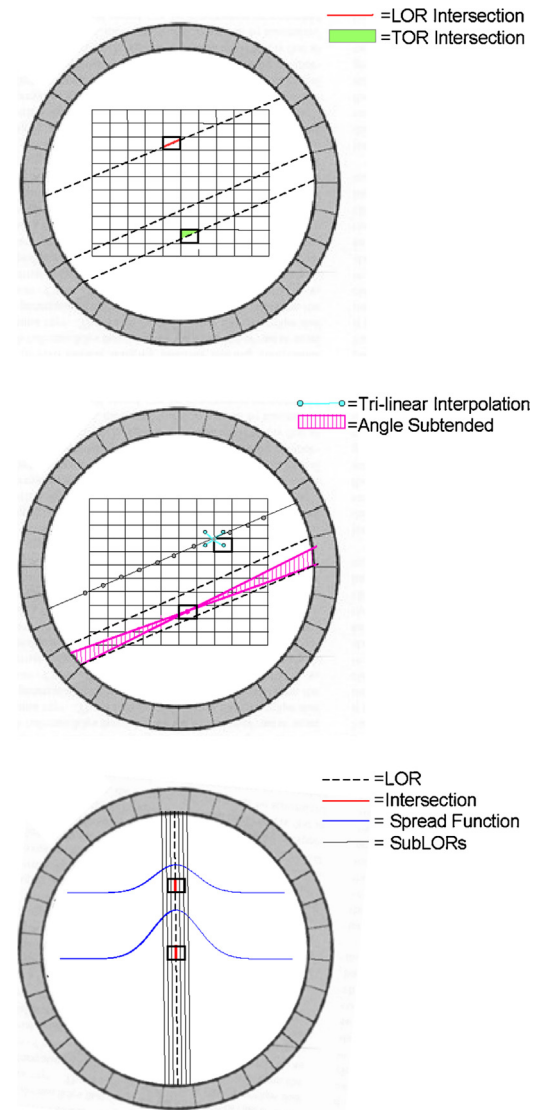 =LOR Intersection
=TOR Intersection
=Tri-linear Interpolation
=Angle Subtended
=LOR
=Intersection
= Spread Function
= SubLORs